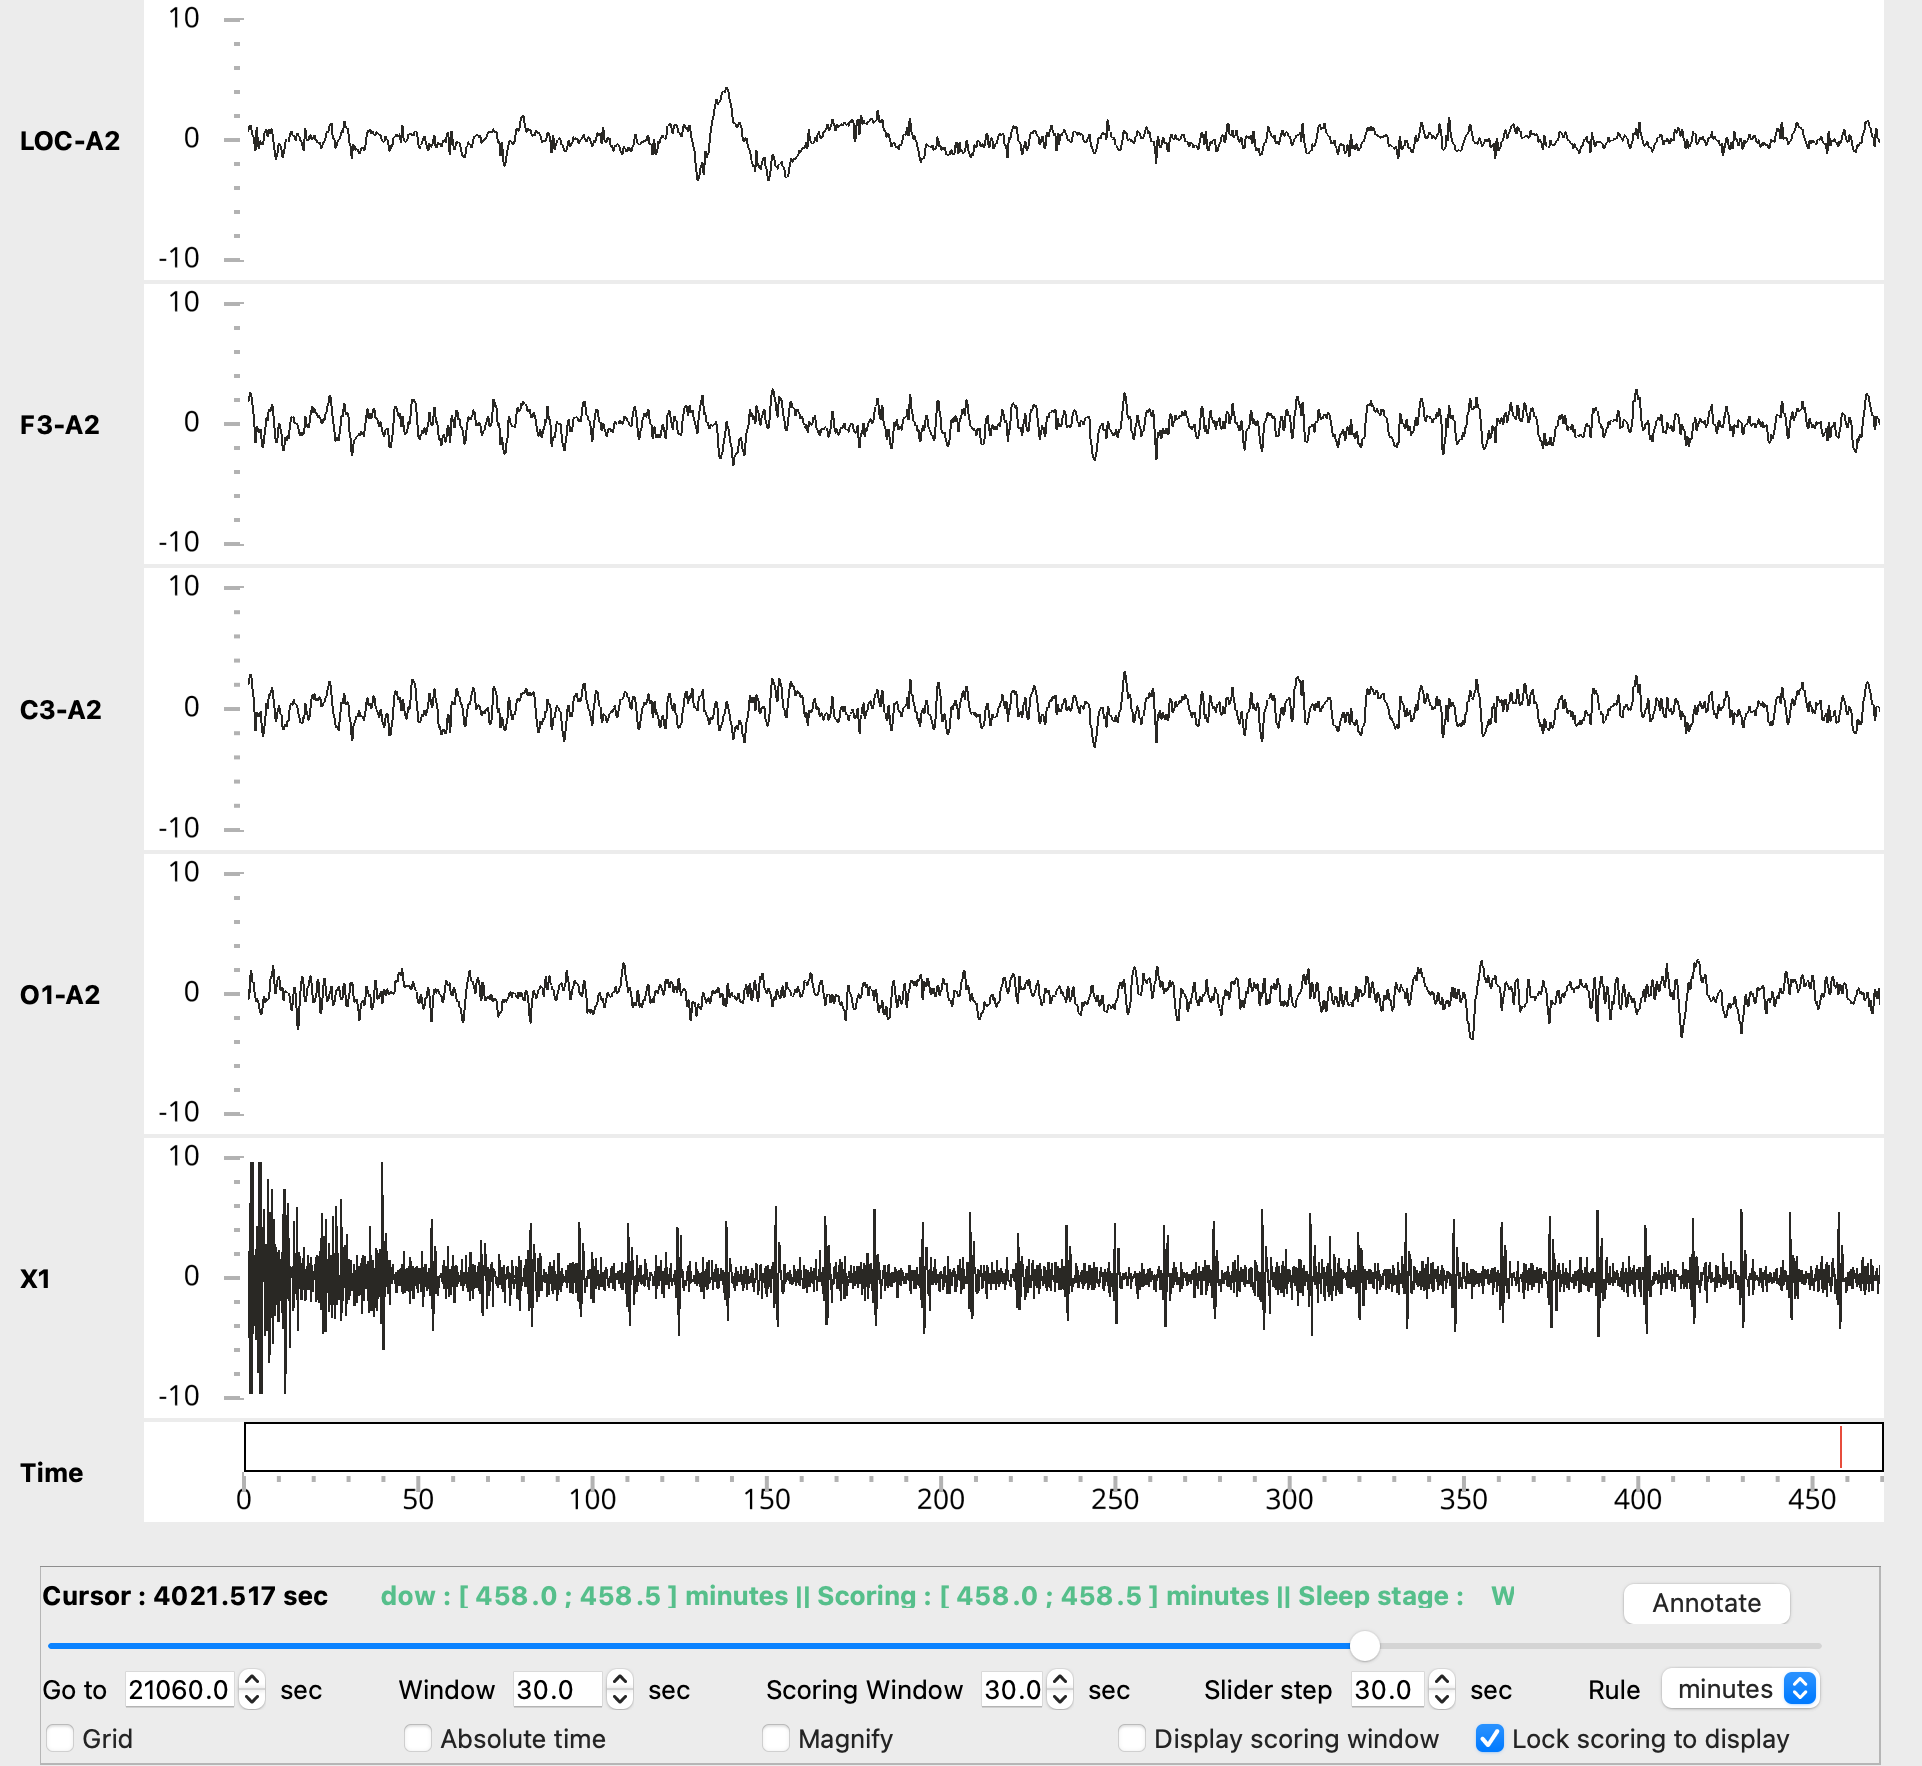 10
LOC-A2
0
-10
10
F3-A2
0
-10
10
C3-A2
0
-10
10
O1-A2
0
-10
10
X1
0
-10
Time
0 50 100 150 200 250 300 350 400 450
Cursor : 4021.517 sec dow : [ 458.0 ; 458.5 ] minutes || Scoring : [ 458.0 ; 458.5 ] minutes || Sleep stage : W Annotate
Go to 21060.0 sec Window 30.0 sec Scoring Window 30.0 sec Slider step 30.0 sec Rule minutes
Grid Absolute time Magnify Display scoring window Lock scoring to display